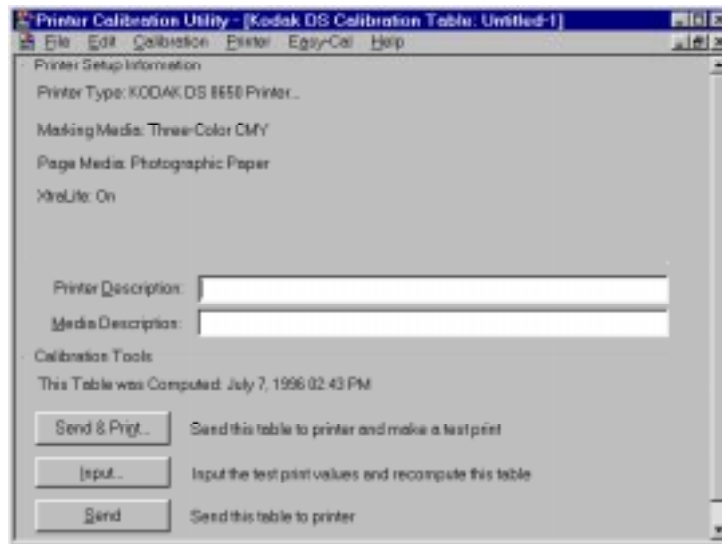 Printer Calibration Utility - [Kodak DS Calibration Table: Untitled-1]
File Edit Calibration Printer Easy-Cal Help
Printer Setup Information
Printer Type: KODAK DS 8650 Printer...
Marking Media: Three-Color CMY
Page Media: Photographic Paper
XtraLife: On
Printer Description:
Media Description:
Calibration Tools
This Table was Computed: July 7, 1996 02:43 PM
Send & Print... Send this table to printer and make a test print
Input... Input the test print values and recompute this table
Send Send this table to printer